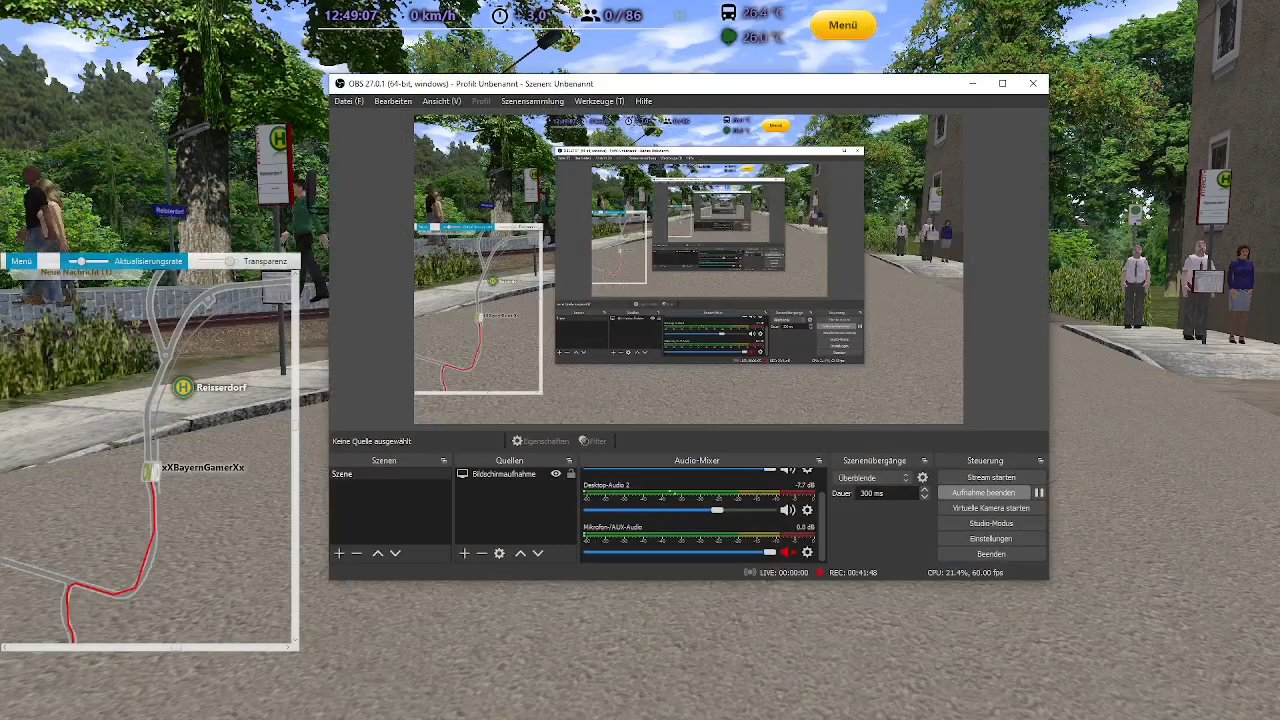 12:49:07
0 km/h
3,0
0 / 86
26,4 °C
26,0 °C
Menü
OBS 27.0.1 (64-bit, windows) - Profil: Unbenannt - Szenen: Unbenannt
Datei (F)
Bearbeiten
Ansicht (V)
Profil
Szenensammlung
Werkzeuge (T)
Hilfe
H
Reisserdorf
Menü
Aktualisierungsrate
Transparenz
Neue Nachricht (1)
H
Reisserdorf
xXBayernGamerXx
Keine Quelle ausgewählt
Eigenschaften
Filter
Szenen
Quellen
Audio-Mixer
Szenenübergänge
Steuerung
Szene
Bildschirmaufnahme
Desktop-Audio 2
-7.7 dB
Mikrofon-/AUX-Audio
0.0 dB
Überblende
Dauer
300 ms
Stream starten
Aufnahme beenden
Virtuelle Kamera starten
Studio-Modus
Einstellungen
Beenden
LIVE: 00:00:00
REC: 00:41:48
CPU: 21.4%, 60.00 fps